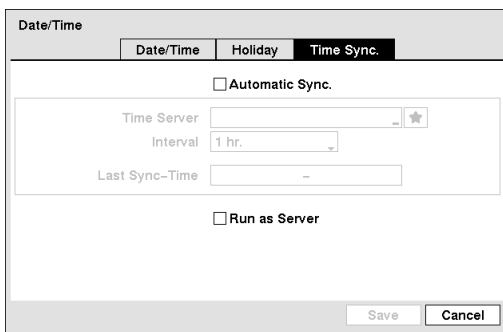 Date/Time
Date/Time Holiday Time Sync.
Automatic Sync.
Time Server
Interval 1 hr.
Last Sync-Time –
Run as Server
Save Cancel